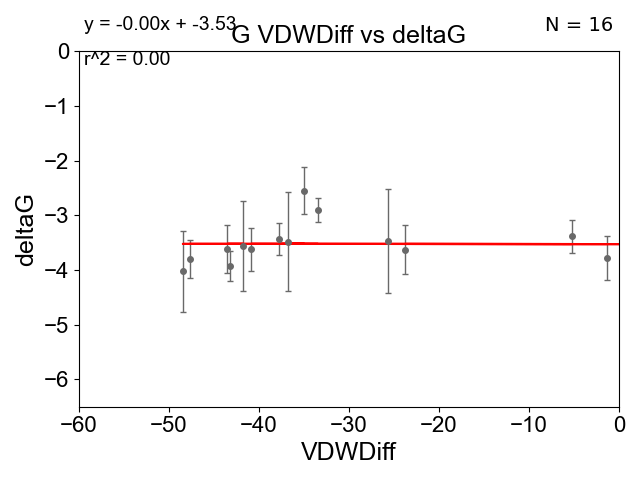 y = -0.00x + -3.53
G VDWDiff vs deltaG
N = 16
r^2 = 0.00
0
−1
−2
−3
−4
−5
−6
deltaG
−60
−50
−40
−30
−20
−10
0
VDWDiff